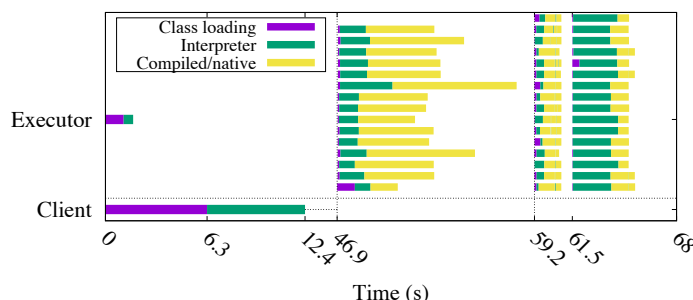 Class loading
Interpreter
Compiled/native
Executor
Client
0 6.3 12.4 46.9 59.2 61.5 68
Time (s)